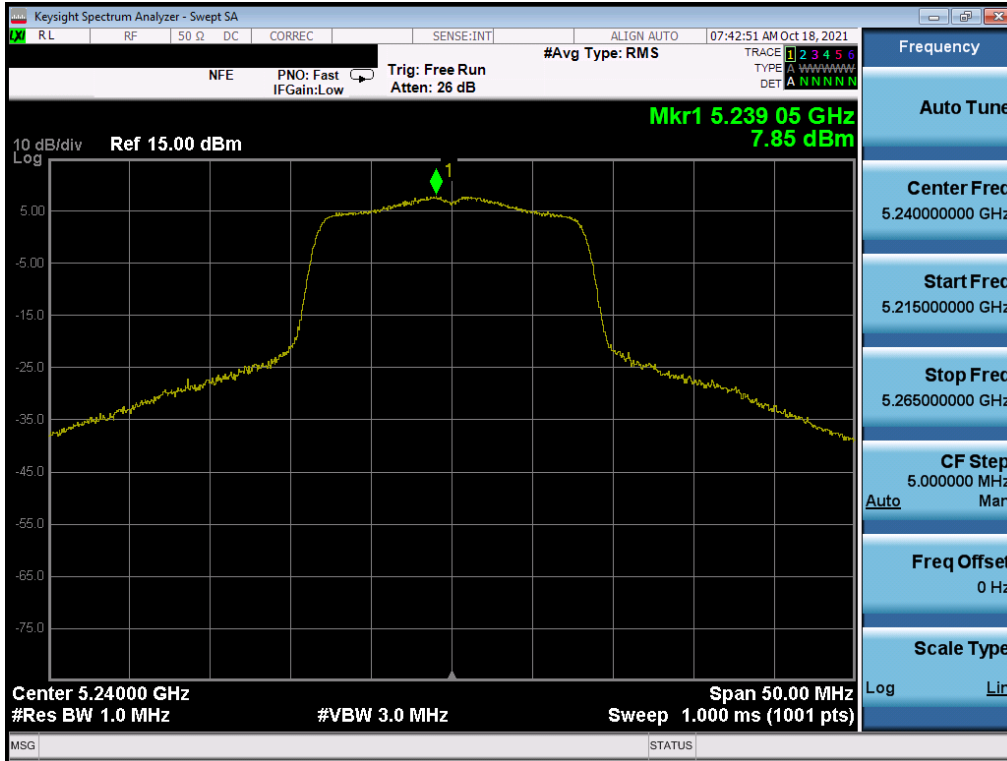 Keysight Spectrum Analyzer - Swept SA
LXI RL RF 50 Ω DC CORREC SENSE:INT ALIGN AUTO 07:42:51 AM Oct 18, 2021
NFE PNO: Fast Trig: Free Run #Avg Type: RMS TRACE 1 2 3 4 5 6
IFGain:Low Atten: 26 dB TYPE A WWWWW
DET A N N N N N
Mkr1 5.239 05 GHz
7.85 dBm
10 dB/div Ref 15.00 dBm
Log
1
5.00
-5.00
-15.0
-25.0
-35.0
-45.0
-55.0
-65.0
-75.0
Center 5.24000 GHz Span 50.00 MHz
#Res BW 1.0 MHz #VBW 3.0 MHz Sweep 1.000 ms (1001 pts)
MSG STATUS
Frequency
Auto Tune
Center Freq
5.240000000 GHz
Start Freq
5.215000000 GHz
Stop Freq
5.265000000 GHz
CF Step
5.000000 MHz
Auto Man
Freq Offset
0 Hz
Scale Type
Log Lin